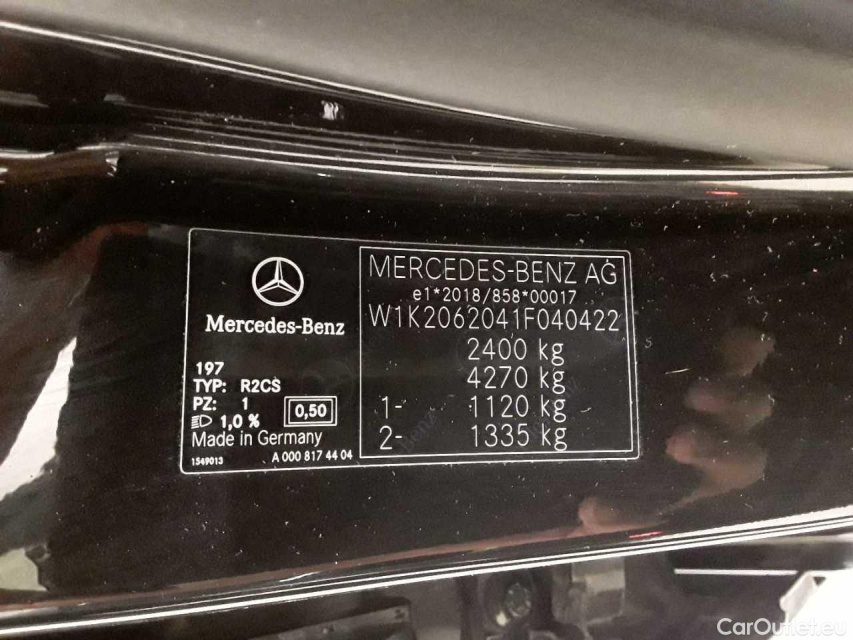 Mercedes-Benz
197
TYP: R2CS
PZ: 1
1,0 %
0,50
Made in Germany
1549013
A 000 817 44 04
MERCEDES-BENZ AG
e1*2018/858*00017
W1K2062041F040422
2400 kg
4270 kg
1- 1120 kg
2- 1335 kg
CarOutlet.eu